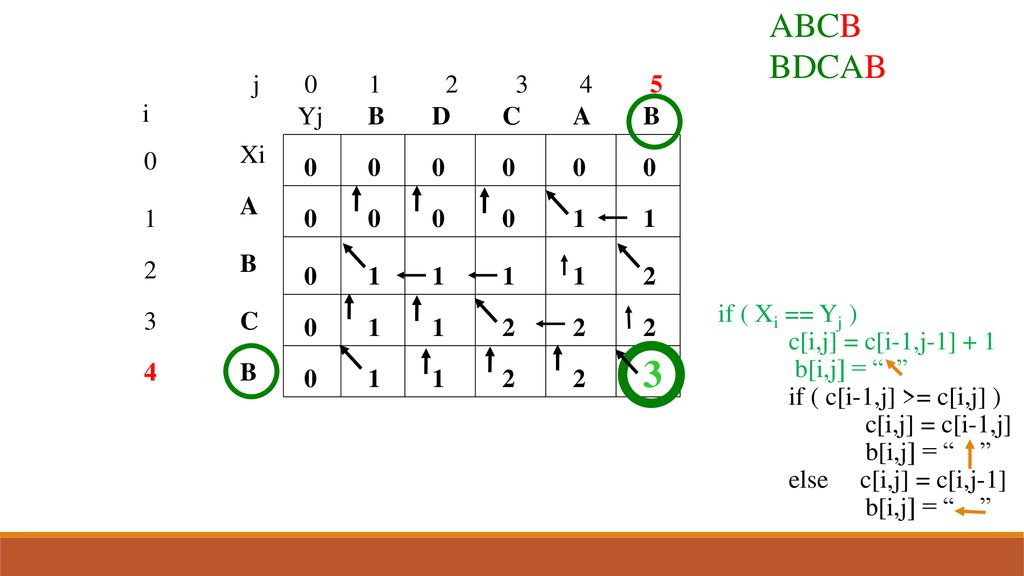 ABCB
BDCAB
j 0 1 2 3 4 5
i Yj B D C A B
0 Xi 0 0 0 0 0 0
1 A 0 0 0 0 1 1
2 B 0 1 1 1 1 2
3 C 0 1 1 2 2 2
4 B 0 1 1 2 2 3
if ( Xi == Yj )
c[i,j] = c[i-1,j-1] + 1
b[i,j] = “↖”
if ( c[i-1,j] >= c[i,j] )
c[i,j] = c[i-1,j]
b[i,j] = “↑”
else c[i,j] = c[i,j-1]
b[i,j] = “←”